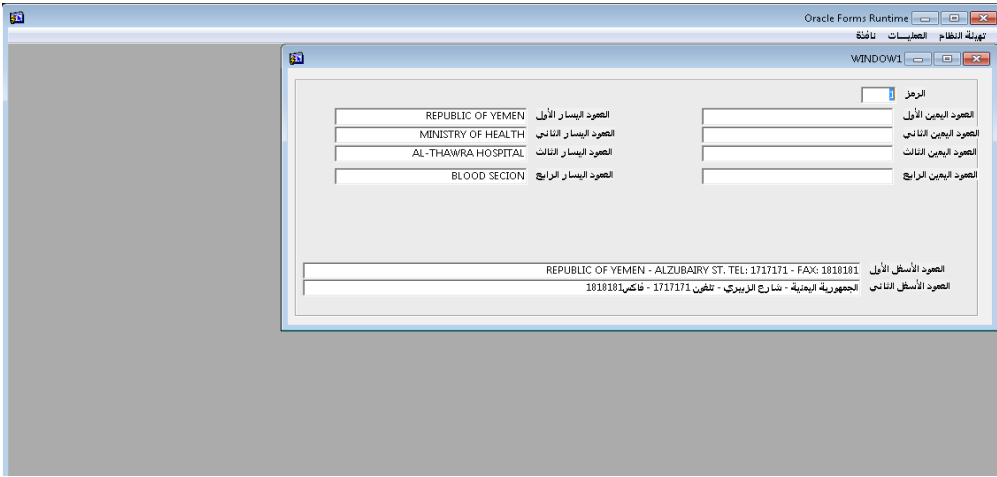 Oracle Forms Runtime
تهيئة النظام العمليـــات نافذة
WINDOW1
الرمز 1
العمود اليمين الأول
العمود اليسار الأول REPUBLIC OF YEMEN
العمود اليمين الثاني
العمود اليسار الثاني MINISTRY OF HEALTH
العمود اليمين الثالث
العمود اليسار الثالث AL-THAWRA HOSPITAL
العمود اليمين الرابع
العمود اليسار الرابع BLOOD SECION
العمود الأسفل الأول REPUBLIC OF YEMEN - ALZUBAIRY ST. TEL: 1717171 - FAX: 1818181
العمود الأسفل الثاني الجمهورية اليمنية - شارع الزبيري - تلفون 1717171 - فاكس1818181